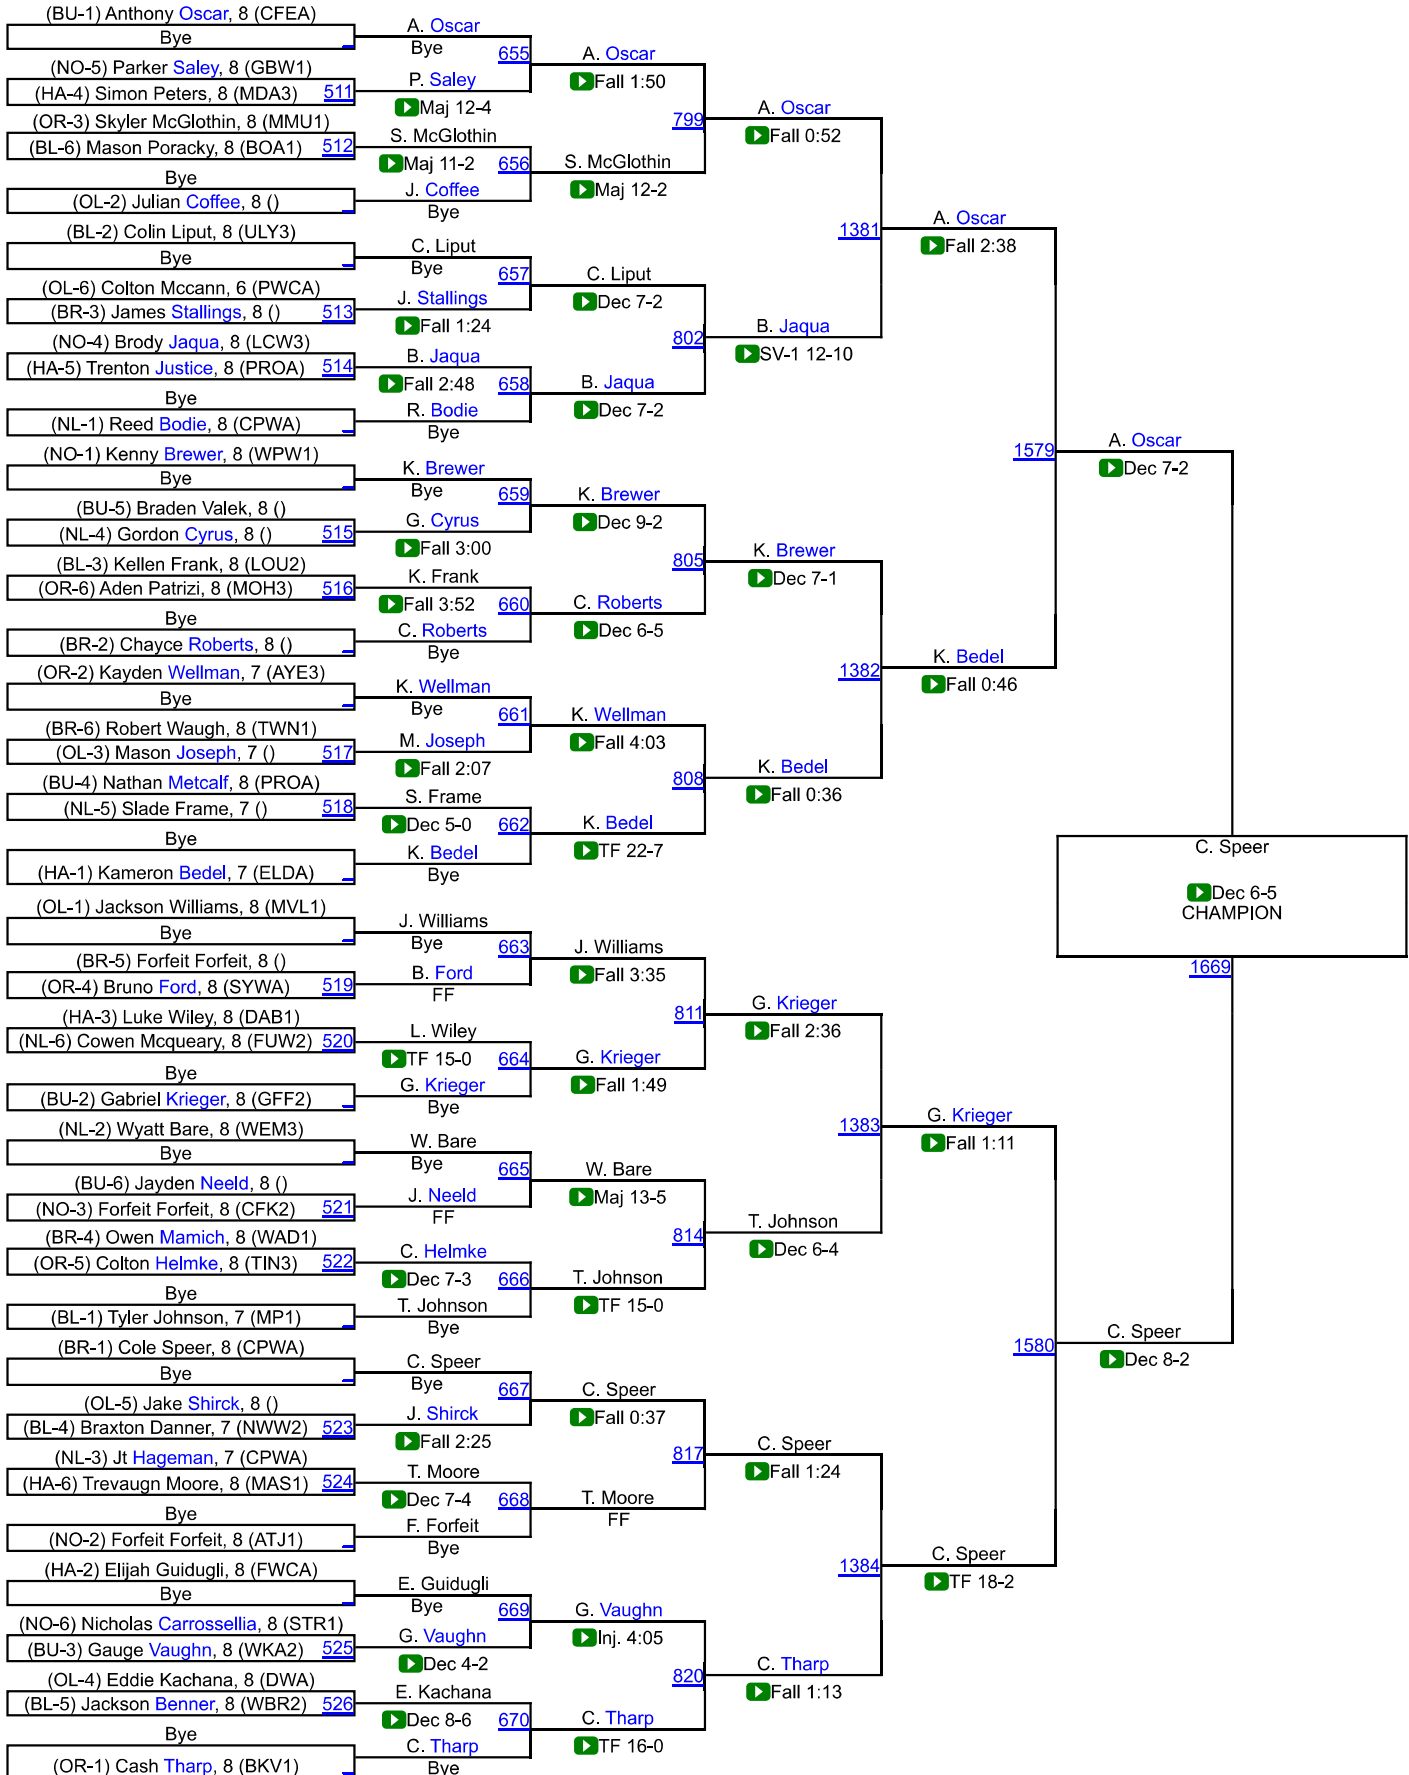 (BU-1) Anthony Oscar, 8 (CFEA)
Bye
(NO-5) Parker Saley, 8 (GBW1)
(HA-4) Simon Peters, 8 (MDA3) 511
(OR-3) Skyler McGlothin, 8 (MMU1)
(BL-6) Mason Poracky, 8 (BOA1) 512
Bye
(OL-2) Julian Coffee, 8 ()
(BL-2) Colin Liput, 8 (ULY3)
Bye
(OL-6) Colton Mccann, 6 (PWCA)
(BR-3) James Stallings, 8 () 513
(NO-4) Brody Jaqua, 8 (LCW3)
(HA-5) Trenton Justice, 8 (PROA) 514
Bye
(NL-1) Reed Bodie, 8 (CPWA)
(NO-1) Kenny Brewer, 8 (WPW1)
Bye
(BU-5) Braden Valek, 8 ()
(NL-4) Gordon Cyrus, 8 () 515
(BL-3) Kellen Frank, 8 (LOU2)
(OR-6) Aden Patrizi, 8 (MOH3) 516
Bye
(BR-2) Chayce Roberts, 8 ()
(OR-2) Kayden Wellman, 7 (AYE3)
Bye
(BR-6) Robert Waugh, 8 (TWN1)
(OL-3) Mason Joseph, 7 () 517
(BU-4) Nathan Metcalf, 8 (PROA)
(NL-5) Slade Frame, 7 () 518
Bye
(HA-1) Kameron Bedel, 7 (ELDA)
(OL-1) Jackson Williams, 8 (MVL1)
Bye
(BR-5) Forfeit Forfeit, 8 ()
(OR-4) Bruno Ford, 8 (SYWA) 519
(HA-3) Luke Wiley, 8 (DAB1)
(NL-6) Cowen Mcqueary, 8 (FUW2) 520
Bye
(BU-2) Gabriel Krieger, 8 (GFF2)
(NL-2) Wyatt Bare, 8 (WEM3)
Bye
(BU-6) Jayden Neeld, 8 ()
(NO-3) Forfeit Forfeit, 8 (CFK2) 521
(BR-4) Owen Mamich, 8 (WAD1)
(OR-5) Colton Helmke, 8 (TIN3) 522
Bye
(BL-1) Tyler Johnson, 7 (MP1)
(BR-1) Cole Speer, 8 (CPWA)
Bye
(OL-5) Jake Shirck, 8 ()
(BL-4) Braxton Danner, 7 (NWW2) 523
(NL-3) Jt Hageman, 7 (CPWA)
(HA-6) Trevaugn Moore, 8 (MAS1) 524
Bye
(NO-2) Forfeit Forfeit, 8 (ATJ1)
(HA-2) Elijah Guidugli, 8 (FWCA)
Bye
(NO-6) Nicholas Carrossellia, 8 (STR1)
(BU-3) Gauge Vaughn, 8 (WKA2) 525
(OL-4) Eddie Kachana, 8 (DWA)
(BL-5) Jackson Benner, 8 (WBR2) 526
Bye
(OR-1) Cash Tharp, 8 (BKV1)
A. Oscar
Bye
655
P. Saley
Maj 12-4
S. McGlothin
Maj 11-2
656
J. Coffee
Bye
C. Liput
Bye
657
J. Stallings
Fall 1:24
B. Jaqua
Fall 2:48
658
R. Bodie
Bye
K. Brewer
Bye
659
G. Cyrus
Fall 3:00
K. Frank
Fall 3:52
660
C. Roberts
Bye
K. Wellman
Bye
661
M. Joseph
Fall 2:07
S. Frame
Dec 5-0
662
K. Bedel
Bye
J. Williams
Bye
663
B. Ford
FF
L. Wiley
TF 15-0
664
G. Krieger
Bye
W. Bare
Bye
665
J. Neeld
FF
C. Helmke
Dec 7-3
666
T. Johnson
Bye
C. Speer
Bye
667
J. Shirck
Fall 2:25
T. Moore
Dec 7-4
668
F. Forfeit
Bye
E. Guidugli
Bye
669
G. Vaughn
Dec 4-2
E. Kachana
Dec 8-6
670
C. Tharp
Bye
A. Oscar
Fall 1:50
799
S. McGlothin
Maj 12-2
C. Liput
Dec 7-2
802
B. Jaqua
Dec 7-2
K. Brewer
Dec 9-2
805
C. Roberts
Dec 6-5
K. Wellman
Fall 4:03
808
K. Bedel
TF 22-7
J. Williams
Fall 3:35
811
G. Krieger
Fall 1:49
W. Bare
Maj 13-5
814
T. Johnson
TF 15-0
C. Speer
Fall 0:37
817
T. Moore
FF
G. Vaughn
Inj. 4:05
820
C. Tharp
TF 16-0
A. Oscar
Fall 0:52
1381
B. Jaqua
SV-1 12-10
K. Brewer
Dec 7-1
1382
K. Bedel
Fall 0:36
G. Krieger
Fall 2:36
1383
T. Johnson
Dec 6-4
C. Speer
Fall 1:24
1384
C. Tharp
Fall 1:13
A. Oscar
Fall 2:38
1579
K. Bedel
Fall 0:46
G. Krieger
Fall 1:11
1580
C. Speer
TF 18-2
A. Oscar
Dec 7-2
C. Speer
Dec 8-2
C. Speer
Dec 6-5
CHAMPION
1669